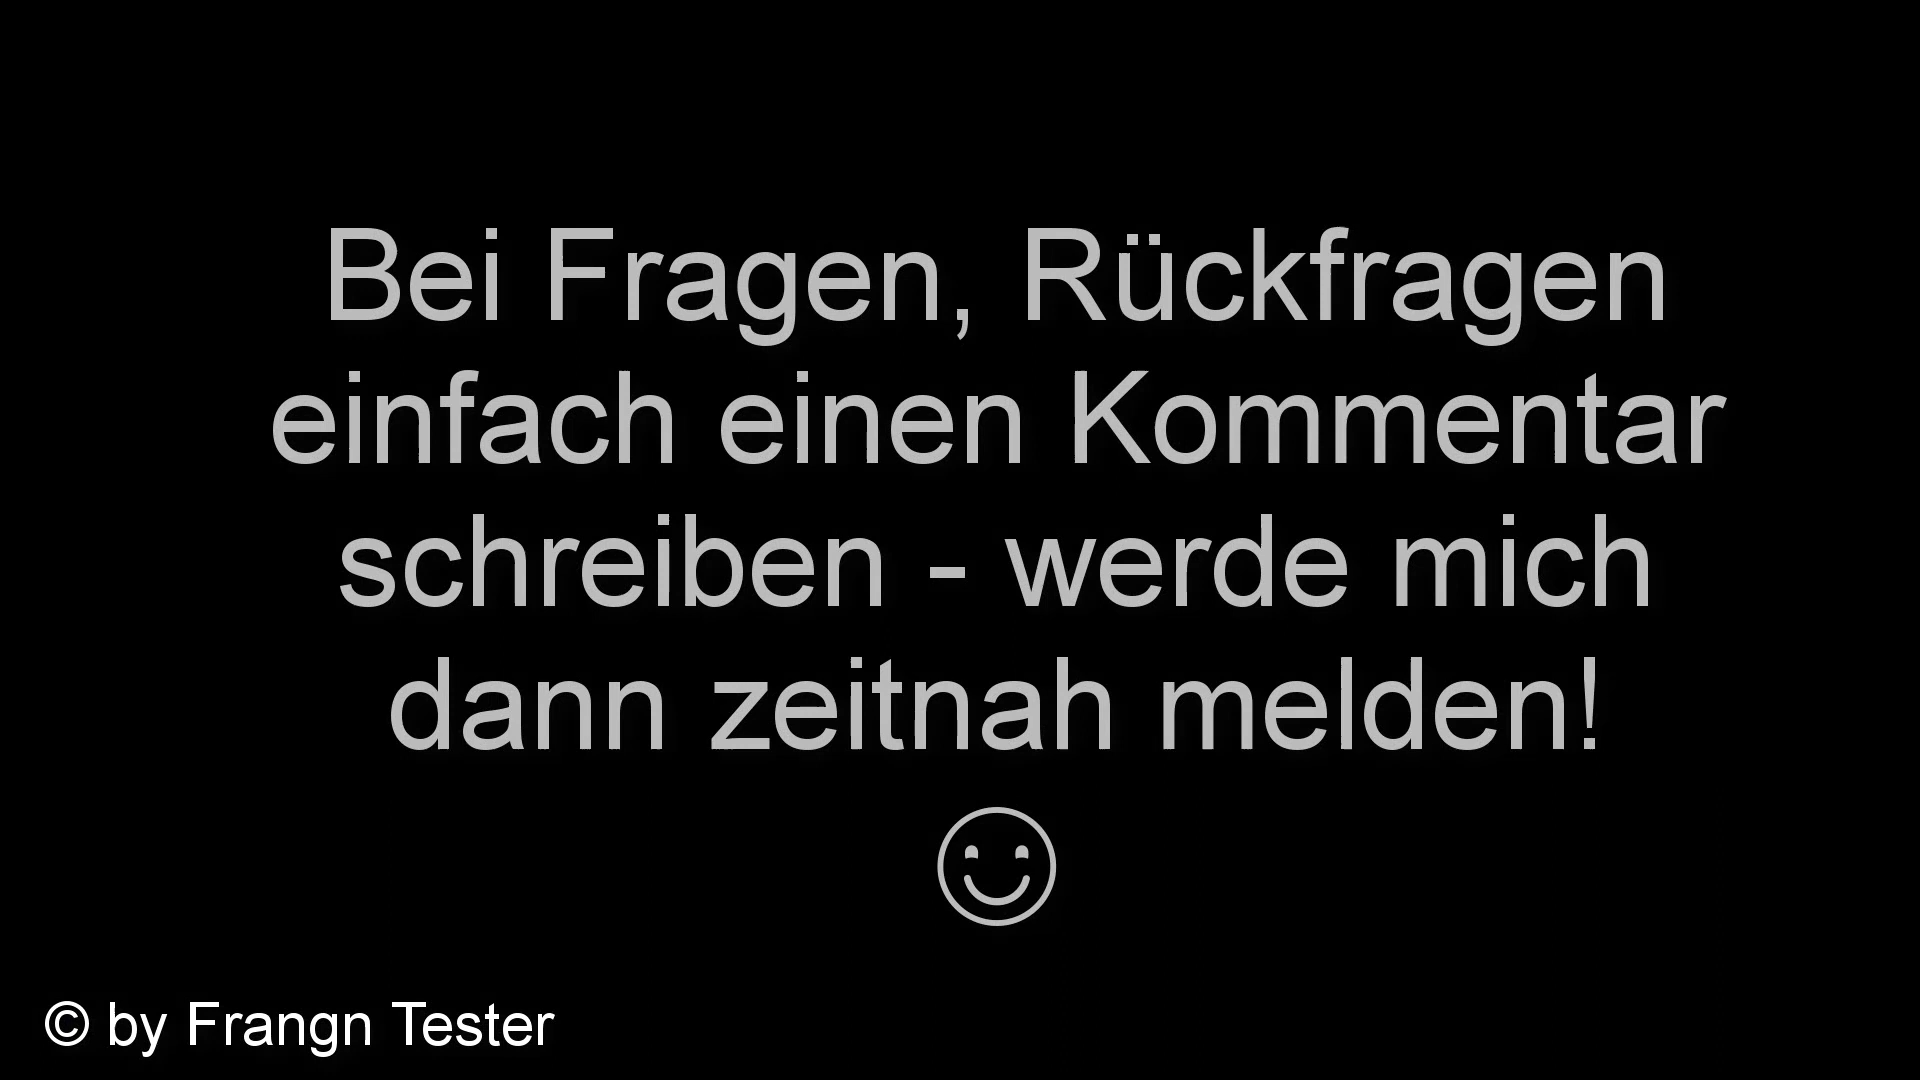 Bei Fragen, Rückfragen
einfach einen Kommentar
schreiben - werde mich
dann zeitnah melden!
☺
© by Frangn Tester